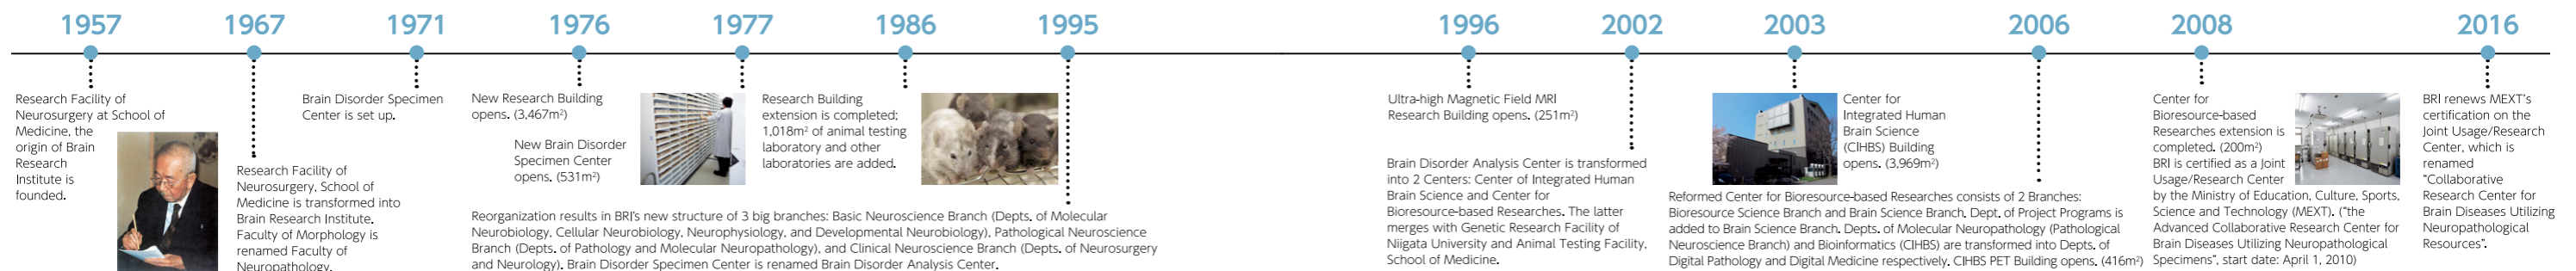 1957
Research Facility of
Neurosurgery at School of
Medicine, the
origin of Brain
Research
Institute is
founded.
1967
Research Facility of
Neurosurgery, School of
Medicine is transformed into
Brain Research Institute.
Faculty of Morphology is
renamed Faculty of
Neuropathology.
1971
Brain Disorder Specimen
Center is set up.
1976
New Research Building
opens. (3,467m²)
1977
New Brain Disorder
Specimen Center
opens. (531m²)
1986
Research Building
extension is completed;
1,018m² of animal testing
laboratory and other
laboratories are added.
1995
Reorganization results in BRI's new structure of 3 big branches: Basic Neuroscience Branch (Depts. of Molecular
Neurobiology, Cellular Neurobiology, Neurophysiology, and Developmental Neurobiology), Pathological Neuroscience
Branch (Depts. of Pathology and Molecular Neuropathology), and Clinical Neuroscience Branch (Depts. of Neurosurgery
and Neurology). Brain Disorder Specimen Center is renamed Brain Disorder Analysis Center.
1996
Ultra-high Magnetic Field MRI
Research Building opens. (251m²)
2002
Brain Disorder Analysis Center is transformed
into 2 Centers: Center of Integrated Human
Brain Science and Center for
Bioresource-based Researches. The latter
merges with Genetic Research Facility of
Niigata University and Animal Testing Facility,
School of Medicine.
2003
Center for
Integrated Human
Brain Science
(CIHBS) Building
opens. (3,969m²)
2006
Reformed Center for Bioresource-based Researches consists of 2 Branches:
Bioresource Science Branch and Brain Science Branch. Dept. of Project Programs is
added to Brain Science Branch. Depts. of Molecular Neuropathology (Pathological
Neuroscience Branch) and Bioinformatics (CIHBS) are transformed into Depts. of
Digital Pathology and Digital Medicine respectively. CIHBS PET Building opens. (416m²)
2008
Center for
Bioresource-based
Researches extension is
completed. (200m²)
BRI is certified as a Joint
Usage/Research Center
by the Ministry of Education, Culture, Sports,
Science and Technology (MEXT). ("the
Advanced Collaborative Research Center for
Brain Diseases Utilizing Neuropathological
Specimens", start date: April 1, 2010)
2016
BRI renews MEXT's
certification on the
Joint Usage/Research
Center, which is
renamed
"Collaborative
Research Center for
Brain Diseases Utilizing
Neuropathological
Resources".